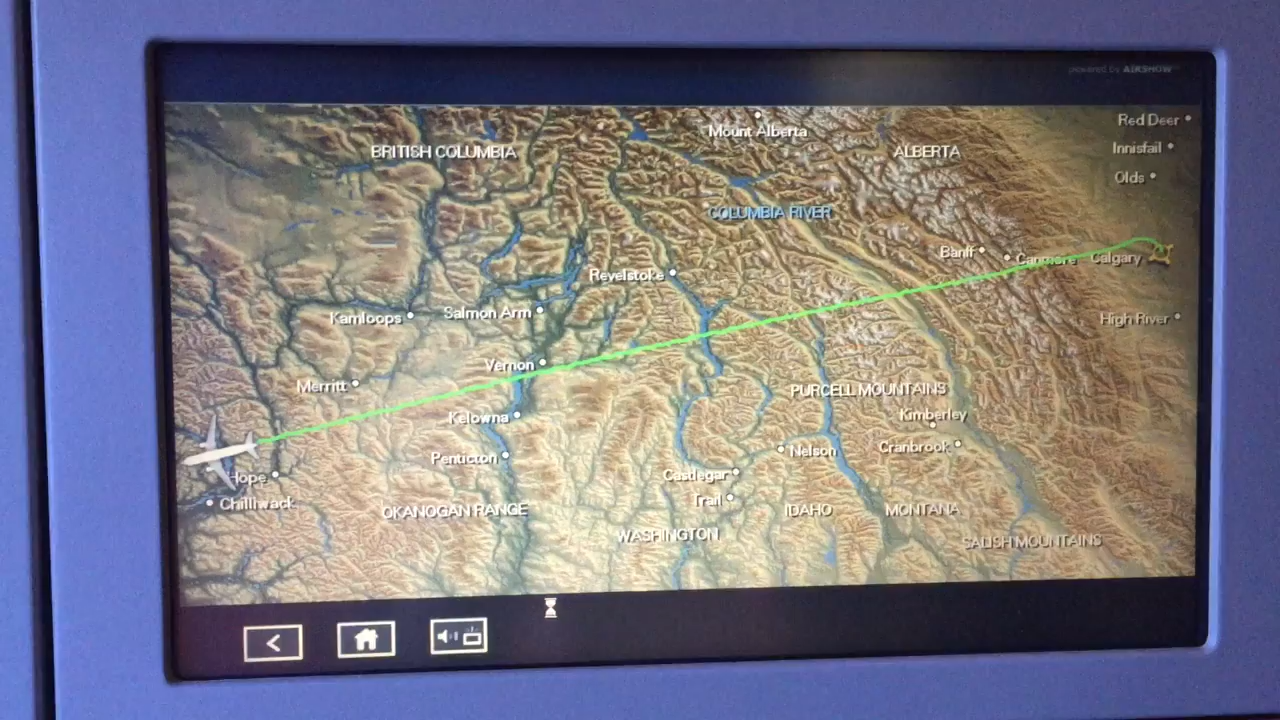 powered by AIRSHOW
Red Deer
Mount Alberta
BRITISH COLUMBIA
ALBERTA
Innisfail
Olds
COLUMBIA RIVER
Banff
Canmore
Calgary
Revelstoke
Kamloops
Salmon Arm
High River
Vernon
Merritt
PURCELL MOUNTAINS
Kelowna
Kimberley
Cranbrook
Penticton
Nelson
Hope
Castlegar
Chilliwack
Trail
OKANOGAN RANGE
IDAHO
MONTANA
WASHINGTON
SALISH MOUNTAINS